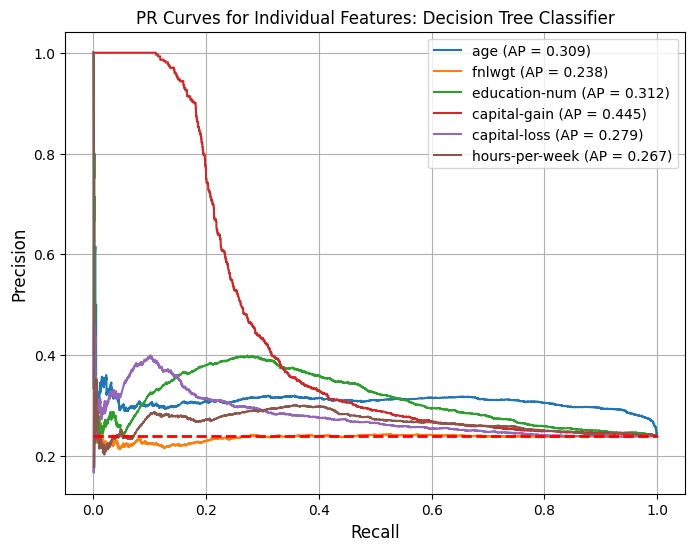 PR Curves for Individual Features: Decision Tree Classifier
1.0
0.8
0.6
0.4
0.2
Precision
age (AP = 0.309)
fnlwgt (AP = 0.238)
education-num (AP = 0.312)
capital-gain (AP = 0.445)
capital-loss (AP = 0.279)
hours-per-week (AP = 0.267)
0.0 0.2 0.4 0.6 0.8 1.0
Recall